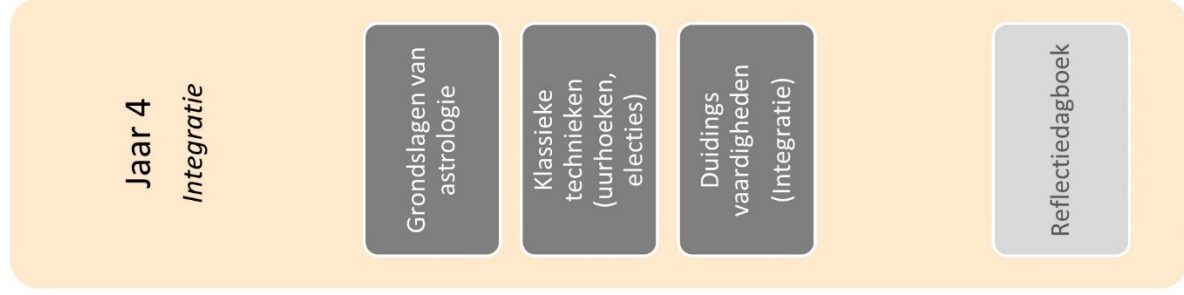 Jaar 4
Integratie
Grondslagen van
astrologie
Klassieke
technieken
(uurhoeken,
electies)
Duidings
vaardigheden
(Integratie)
Reflectiedagboek